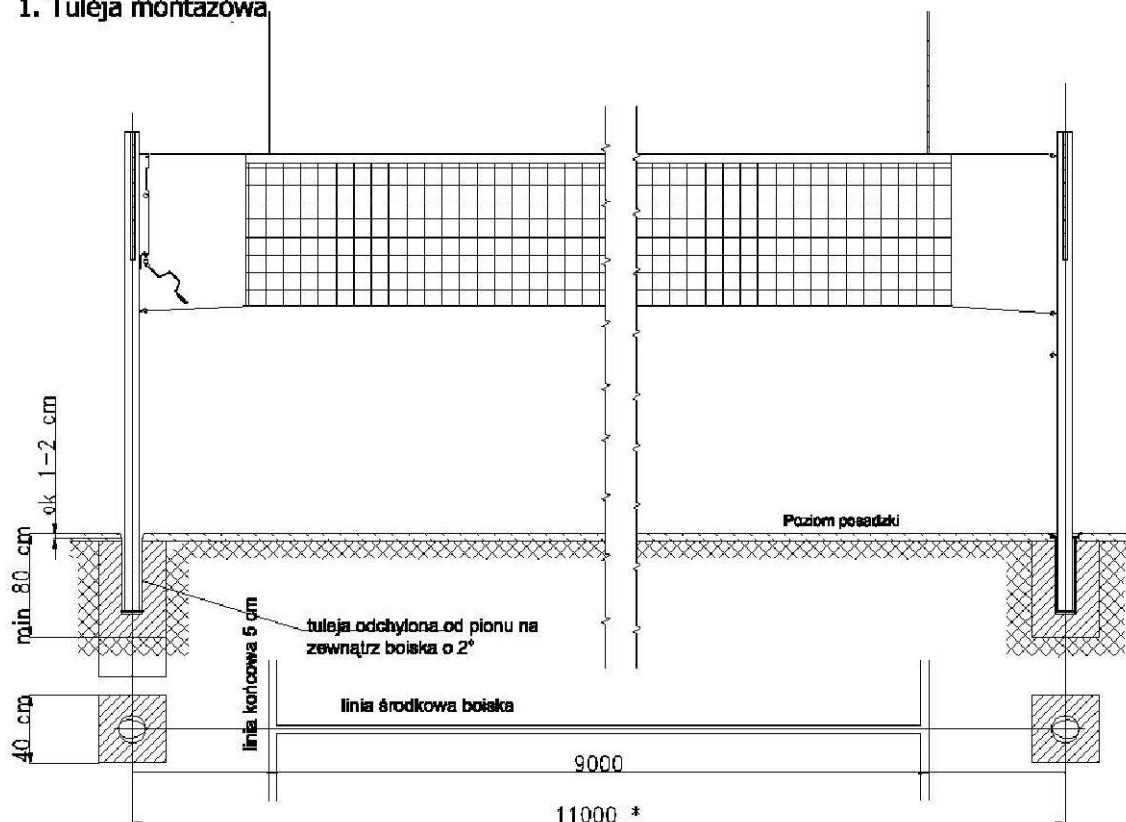 1. Tuleja montażowa
ok 1-2 cm
Poziom posadzki
min 80 cm
tuleja odchylona od pionu na
zewnątrz boiska o 2°
linia końcowa 5 cm
linia środkowa boiska
40 cm
9000
11000 *